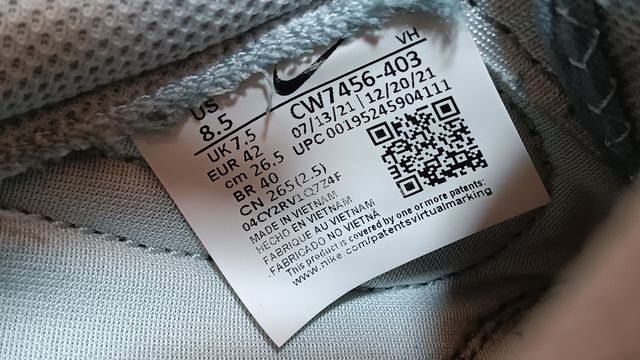 VH
CW7456-403
07/13/21 | 12/20/21
UPC 00195245904111
US
8.5
UK 7.5
EUR 42
cm 26.5
BR 40
CN 265(2.5)
04CY2RV1Q7Z4F
MADE IN VIETNAM
HECHO EN VIETNAM
FABRIQUE AU VIETNAM
FABRICADO NO VIETNÃ
This product is covered by one or more patents:
www.nike.com/patentsvirtualmarking